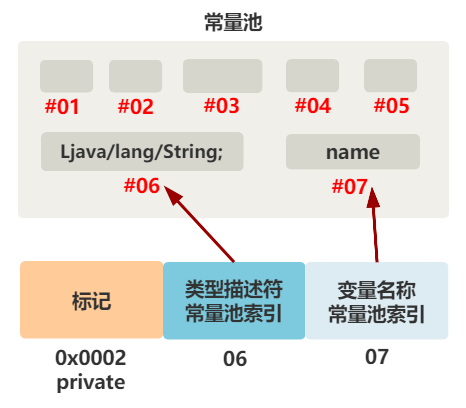 常量池
#01 #02 #03 #04 #05
Ljava/lang/String; name
#06 #07
标记 类型描述符 变量名称
常量池索引 常量池索引
0x0002 06 07
private